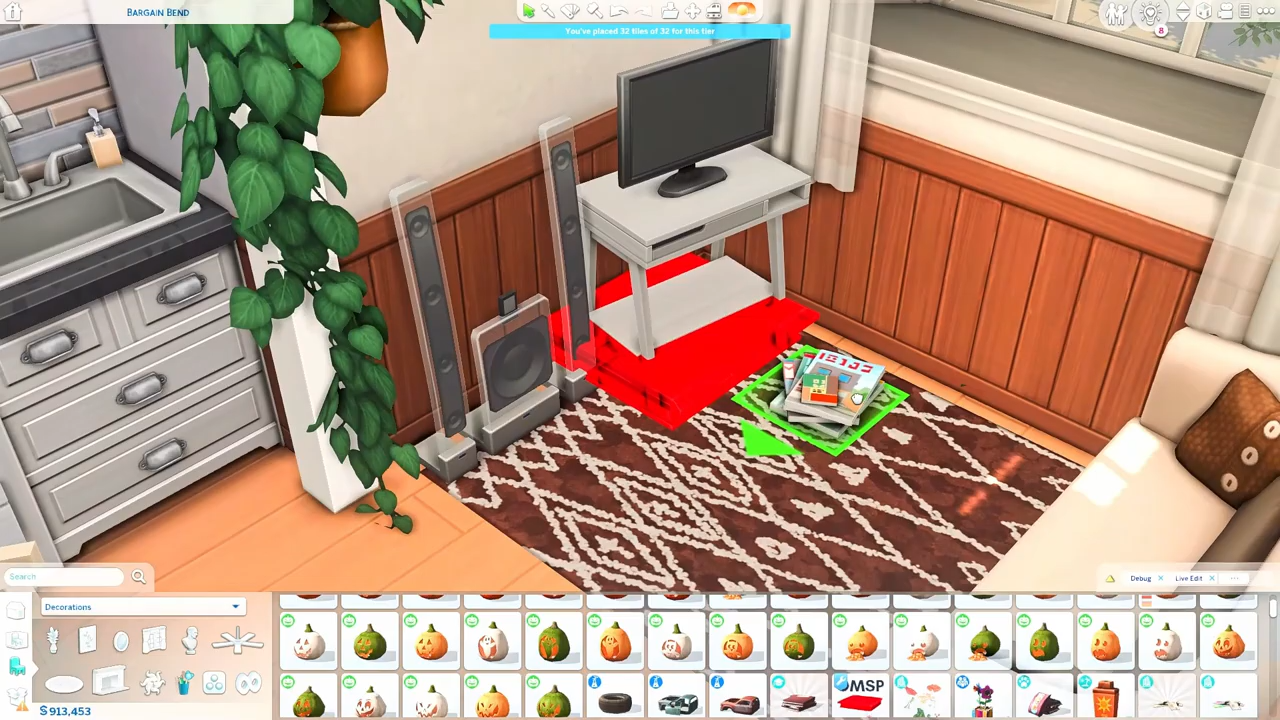 BARGAIN BEND
You've placed 32 tiles of 32 for this tier
8
Search
Debug
Live Edit
Decorations
MSP
§913,453